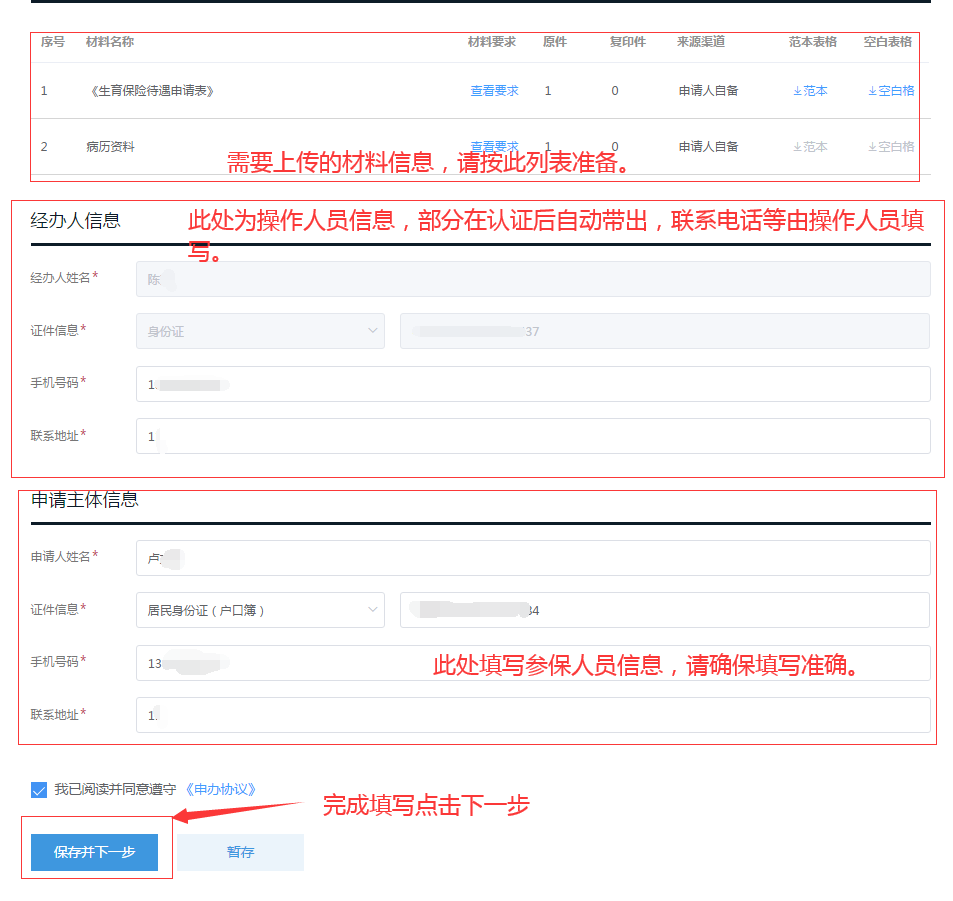 序号 材料名称 材料要求 原件 复印件 来源渠道 范本表格 空白表格
1 《生育保险待遇申请表》 查看要求 1 0 申请人自备 范本 空白格
2 病历资料 查看要求 1 0 申请人自备 范本 空白格
需要上传的材料信息，请按此列表准备。
经办人信息
此处为操作人员信息，部分在认证后自动带出，联系电话等由操作人员填
写。
经办人姓名* 陈
证件信息* 身份证 37
手机号码* 1
联系地址* 1
申请主体信息
申请人姓名* 卢
证件信息* 居民身份证（户口簿） 34
手机号码* 13
此处填写参保人员信息，请确保填写准确。
联系地址* 1
我已阅读并同意遵守 《申办协议》
完成填写点击下一步
保存并下一步 暂存